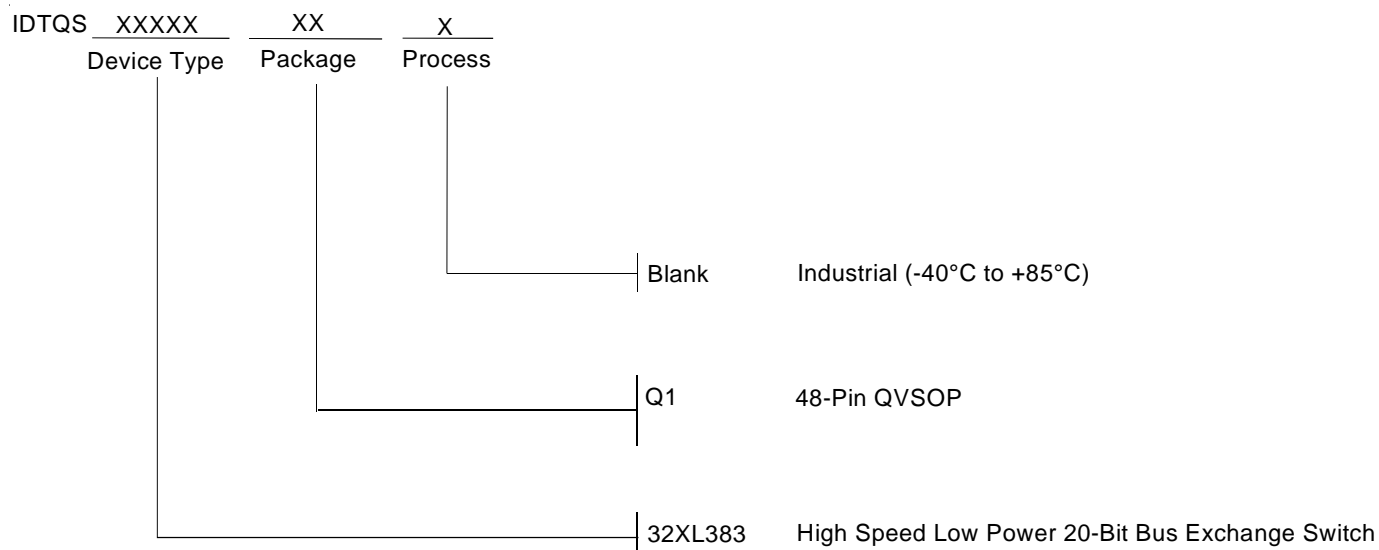 IDTQS XXXXX XX X
Device Type Package Process
Blank Industrial (-40°C to +85°C)
Q1 48-Pin QVSOP
32XL383 High Speed Low Power 20-Bit Bus Exchange Switch